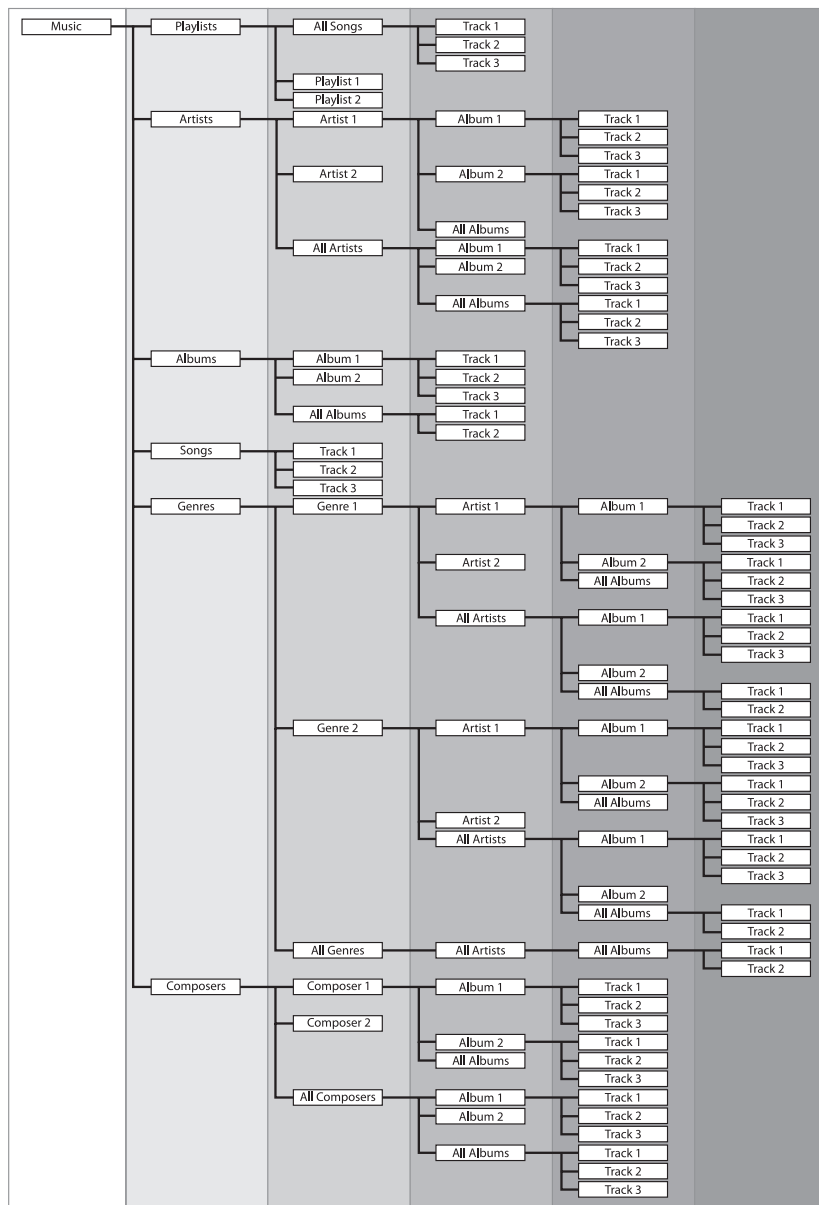 Music Playlists All Songs Track 1
Track 2
Track 3
Playlist 1
Playlist 2
Artists Artist 1 Album 1 Track 1
Track 2
Track 3
Artist 2 Album 2 Track 1
Track 2
Track 3
All Albums
All Artists Album 1 Track 1
Album 2 Track 2
Track 3
All Albums Track 1
Track 2
Track 3
Albums Album 1 Track 1
Album 2 Track 2
Track 3
All Albums Track 1
Track 2
Songs Track 1
Track 2
Track 3
Genres Genre 1 Artist 1 Album 1 Track 1
Track 2
Track 3
Artist 2 Album 2 Track 1
All Albums Track 2
Track 3
All Artists Album 1 Track 1
Track 2
Track 3
Album 2
All Albums Track 1
Track 2
Genre 2 Artist 1 Album 1 Track 1
Track 2
Track 3
Album 2 Track 1
All Albums Track 2
Artist 2 Track 3
All Artists Album 1 Track 1
Track 2
Track 3
Album 2
All Albums Track 1
Track 2
All Genres All Artists All Albums Track 1
Track 2
Composers Composer 1 Album 1 Track 1
Track 2
Composer 2 Track 3
Album 2 Track 1
All Albums Track 2
Track 3
All Composers Album 1 Track 1
Album 2 Track 2
Track 3
All Albums Track 1
Track 2
Track 3